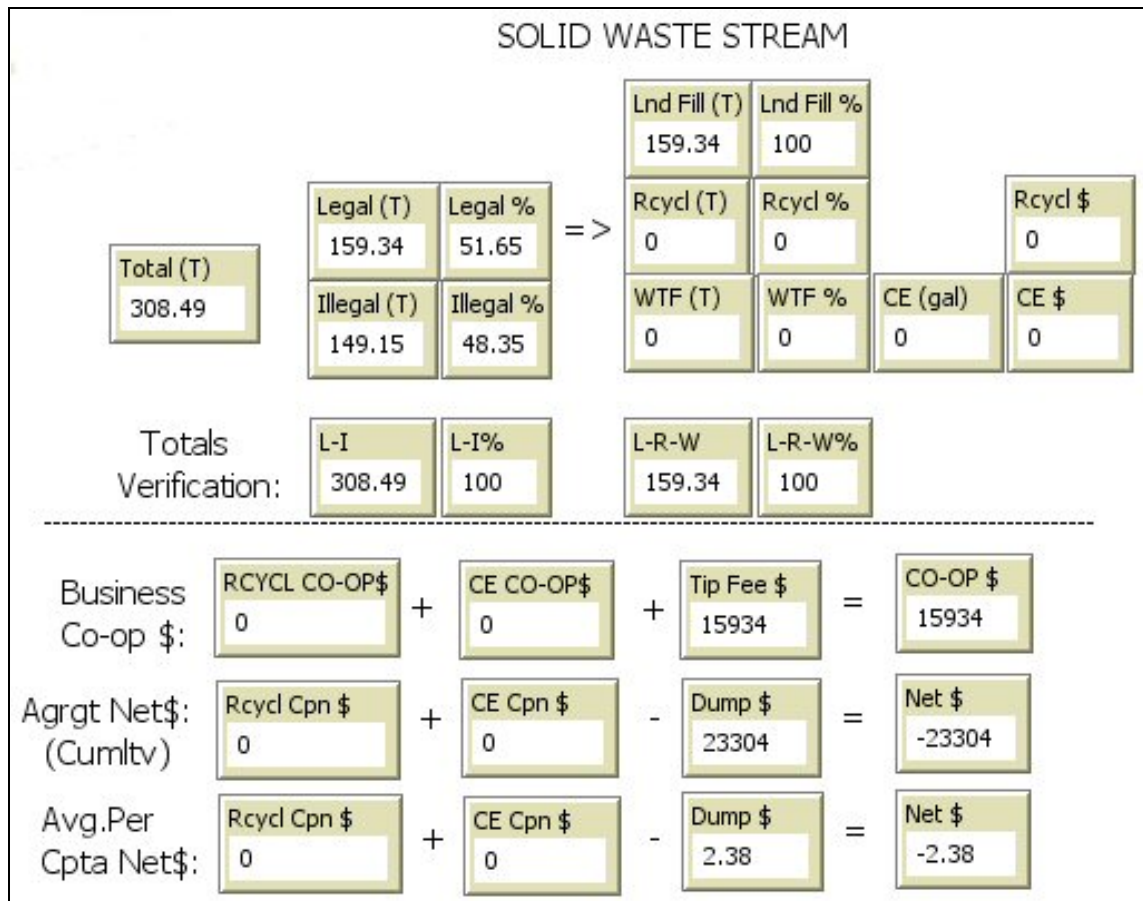 SOLID WASTE STREAM
Lnd Fill (T) Lnd Fill %
159.34 100
Legal (T) Legal % => Rcycl (T) Rcycl % Rcycl $
159.34 51.65 0 0 0
Total (T)
308.49
Illegal (T) Illegal % WTF (T) WTF % CE (gal) CE $
149.15 48.35 0 0 0 0
Totals
Verification:
L-I L-I% L-R-W L-R-W%
308.49 100 159.34 100
Business
Co-op $:
RCYCL CO-OP$ + CE CO-OP$ + Tip Fee $ = CO-OP $
0 0 15934 15934
Agrgt Net$:
(Cumltv)
Rcycl Cpn $ + CE Cpn $ - Dump $ = Net $
0 0 23304 -23304
Avg.Per
Cpta Net$:
Rcycl Cpn $ + CE Cpn $ - Dump $ = Net $
0 0 2.38 -2.38